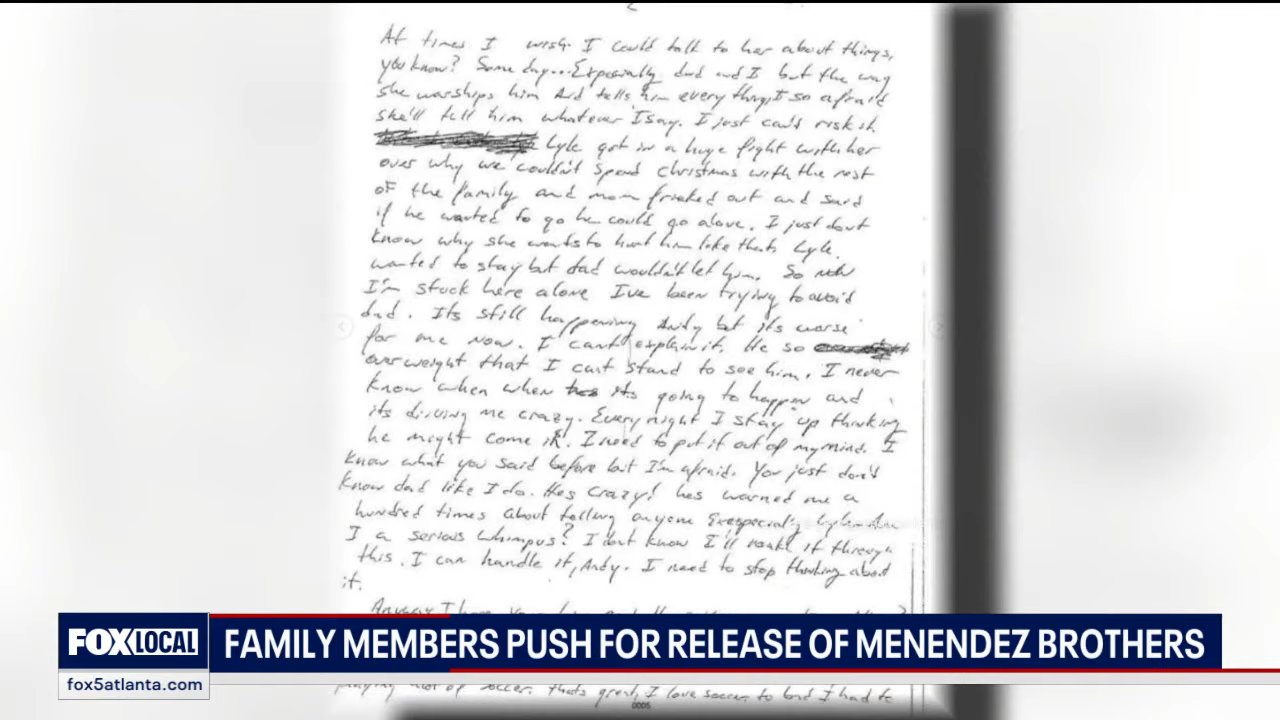 At times I wish I could talk to her about things,
you know? Some day...Especially dad and I but the way
she worships him and tells him everything, I so afraid
she'll tell him whatever I say. I just can't risk it.
Lyle got in a huge fight with her
over why we couldn't spend christmas with the rest
of the family and mom freaked out and said
if he wanted to go he could go alone. I just dont
know why she wants to hurt him like that. Lyle
wanted to stay but dad wouldn't let him. So now
I'm stuck here alone I've been trying to avoid
dad. Its still happening Andy but its worse
for me now. I can't explain it. He so
overweight that I can't stand to see him. I never
know when when its going to happen and
its driving me crazy. Every night I stay up thinking
he might come in. I need to put it out of my mind. I
know what you said before but I'm afraid. You just don't
know dad like I do. Hes crazy! hes warned me a
hundred times about telling anyone
I a serious whimpus? I dont know I'll make it through
this. I can handle it, Andy. I need to stop thinking about
it.
Anyway I hope
FOX LOCAL
FAMILY MEMBERS PUSH FOR RELEASE OF MENENDEZ BROTHERS
fox5atlanta.com
playing of soccer. thats great, I love soccer to but I had to
0005